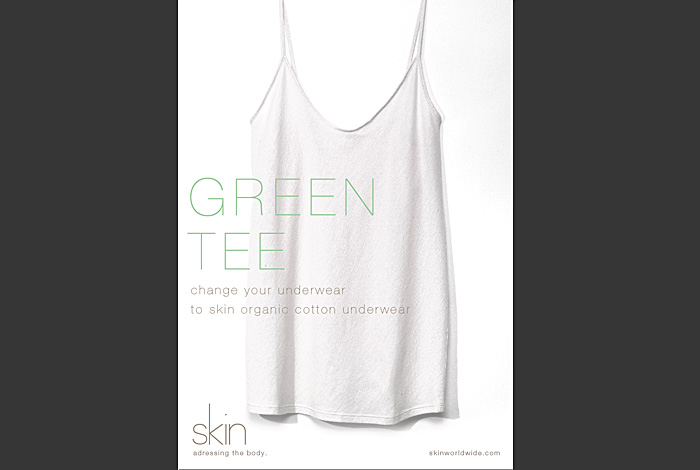 GREEN
TEE
change your underwear
to skin organic cotton underwear
skin
adressing the body.
skinworldwide.com